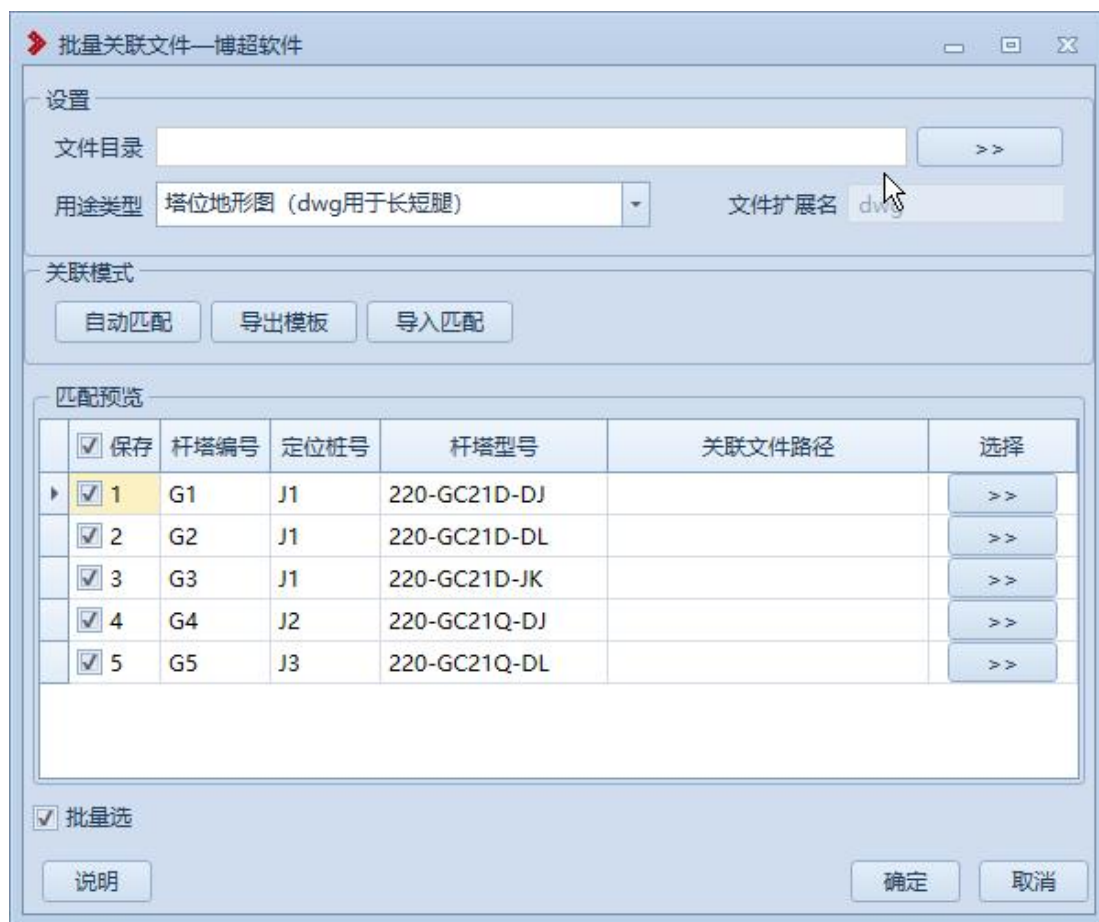 批量关联文件—博超软件
设置
文件目录 >>
用途类型 塔位地形图（dwg用于长短腿） 文件扩展名 dwg
关联模式
自动匹配 导出模板 导入匹配
匹配预览
保存 杆塔编号 定位桩号 杆塔型号 关联文件路径 选择
1 G1 J1 220-GC21D-DJ >>
2 G2 J1 220-GC21D-DL >>
3 G3 J1 220-GC21D-JK >>
4 G4 J2 220-GC21Q-DJ >>
5 G5 J3 220-GC21Q-DL >>
批量选
说明 确定 取消